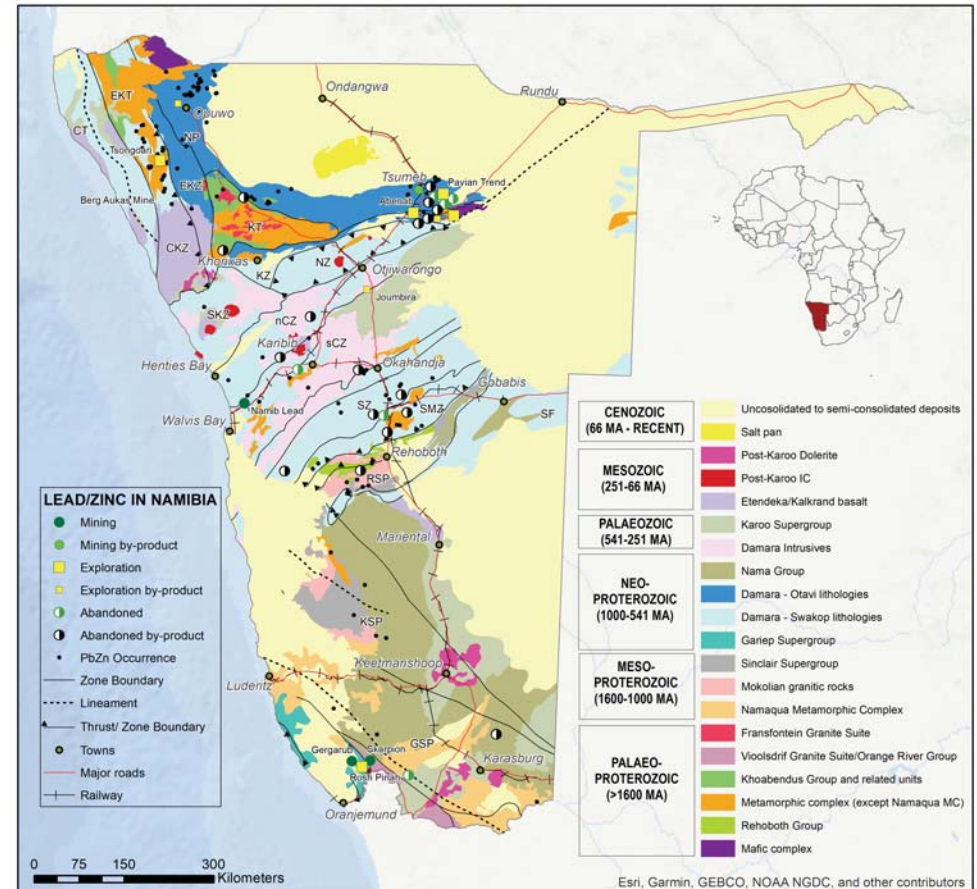 Ondangwa
Rundu
EKT
Opuwo
CT
NP
Tsongoari
Tsumeb
Pavian Trend
Abenab
EKZ
Berg Aukas Mine
KT
CKZ
Khorixas
KZ
NZ
Otjiwarongo
Joumbira
SKZ
nCZ
Karibib
sCZ
Henties Bay
Okahandja
Gobabis
Namib Lead
SZ
SMZ
SF
Walvis Bay
Rehoboth
RSP
Mariental
KSP
Keetmanshoop
Ludentz
GSP
Gergarub
Skorpion
Rosh Pinah
Karasburg
Oranjemund
LEAD/ZINC IN NAMIBIA
Mining
Mining by-product
Exploration
Exploration by-product
Abandoned
Abandoned by-product
PbZn Occurrence
Zone Boundary
Lineament
Thrust/ Zone Boundary
Towns
Major roads
Railway
0 75 150 300
Kilometers
CENOZOIC
(66 MA - RECENT)
MESOZOIC
(251-66 MA)
PALAEOZOIC
(541-251 MA)
NEO-
PROTEROZOIC
(1000-541 MA)
MESO-
PROTEROZOIC
(1600-1000 MA)
PALAEO-
PROTEROZOIC
(>1600 MA)
Uncosolidated to semi-consolidated deposits
Salt pan
Post-Karoo Dolerite
Post-Karoo IC
Etendeka/Kalkrand basalt
Karoo Supergroup
Damara Intrusives
Nama Group
Damara - Otavi lithologies
Damara - Swakop lithologies
Gariep Supergroup
Sinclair Supergroup
Mokolian granitic rocks
Namaqua Metamorphic Complex
Fransfontein Granite Suite
Vioolsdrif Granite Suite/Orange River Group
Khoabendus Group and related units
Metamorphic complex (except Namaqua MC)
Rehoboth Group
Mafic complex
Esri, Garmin, GEBCO, NOAA NGDC, and other contributors